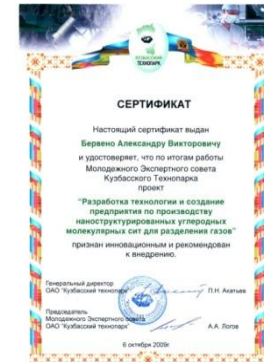 КУЗБАССКИЙ
ТЕХНОПАРК
СЕРТИФИКАТ
Настоящий сертификат выдан
Бервено Александру Викторовичу
и удостоверяет, что по итогам работы
Молодежного Экспертного совета
Кузбасского Технопарка
проект
"Разработка технологии и создание
предприятия по производству
наноструктурированных углеродных
молекулярных сит для разделения газов"
признан инновационным и рекомендован
к внедрению.
Генеральный директор
ОАО "Кузбасский технопарк" П.Н. Акатьев
Председатель
Молодежного Экспертного совета
ОАО "Кузбасский технопарк" А.А. Логов
6 октября 2009г.